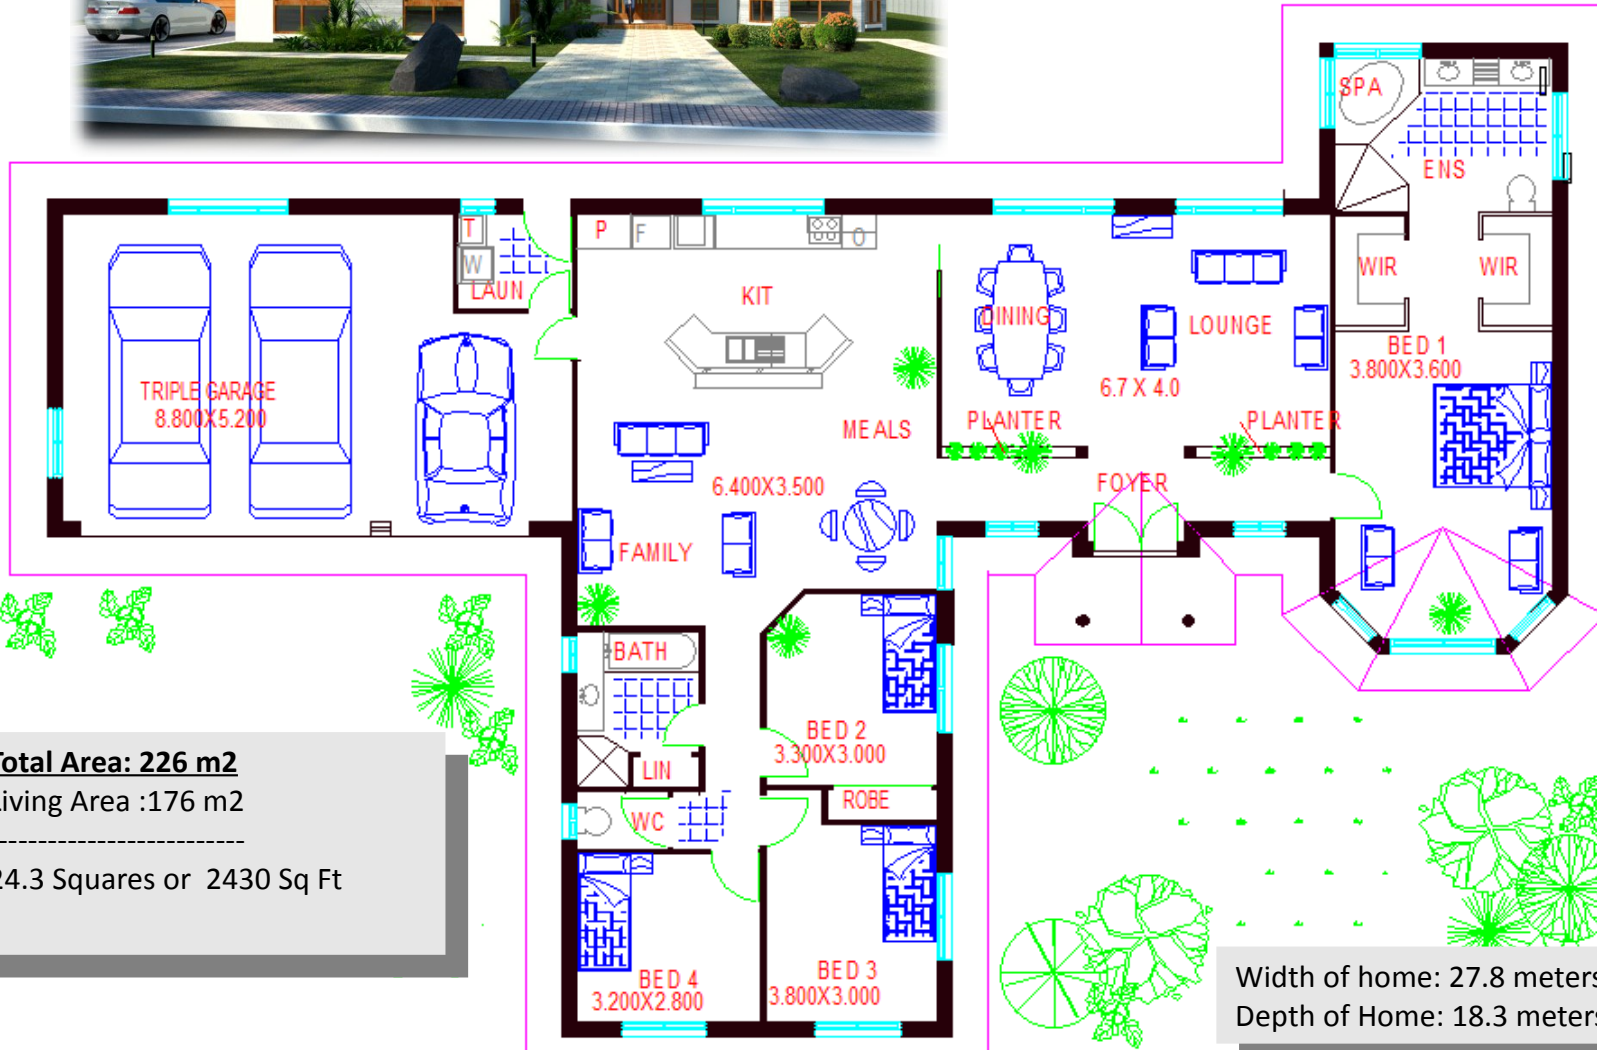 SPA
ENS
T
W
LAUN
P
F
O
KIT
DINING
LOUNGE
WIR
WIR
BED 1
3.800X3.600
TRIPLE GARAGE
8.800X5.200
6.7 X 4.0
MEALS
PLANTER
PLANTER
6.400X3.500
FOYER
FAMILY
BATH
BED 2
3.300X3.000
LIN
ROBE
WC
BED 4
3.200X2.800
BED 3
3.800X3.000
Total Area: 226 m2
Living Area :176 m2
--------------------------
24.3 Squares or 2430 Sq Ft
Width of home: 27.8 meters
Depth of Home: 18.3 meters